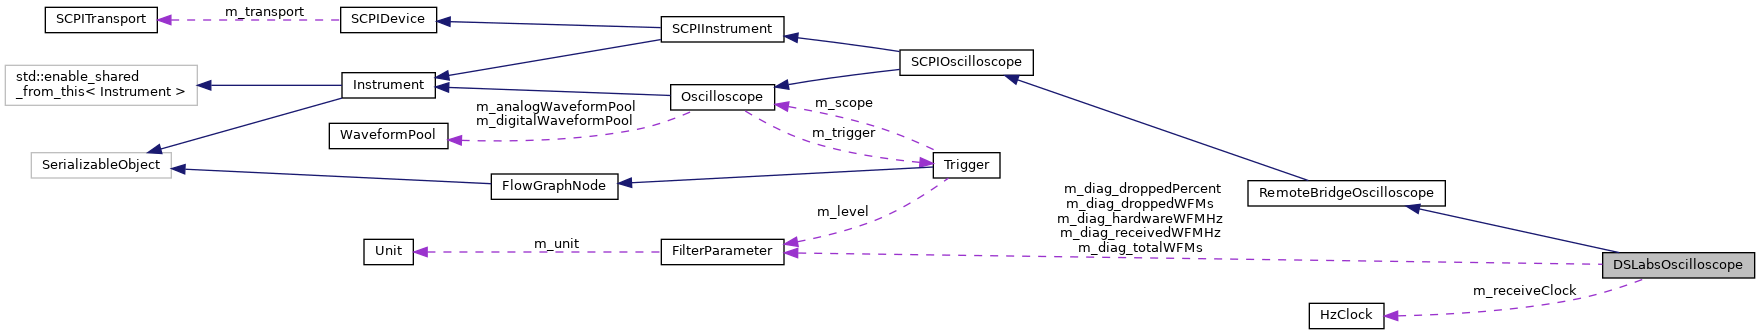 SCPITransport
m_transport
SCPIDevice
SCPIInstrument
SCPIOscilloscope
std::enable_shared
_from_this< Instrument >
Instrument
Oscilloscope
m_scope
m_analogWaveformPool
m_digitalWaveformPool
m_trigger
WaveformPool
SerializableObject
FlowGraphNode
Trigger
RemoteBridgeOscilloscope
m_diag_droppedPercent
m_diag_droppedWFMs
m_diag_hardwareWFMHz
m_diag_receivedWFMHz
m_diag_totalWFMs
m_level
Unit
m_unit
FilterParameter
DSLabsOscilloscope
m_receiveClock
HzClock